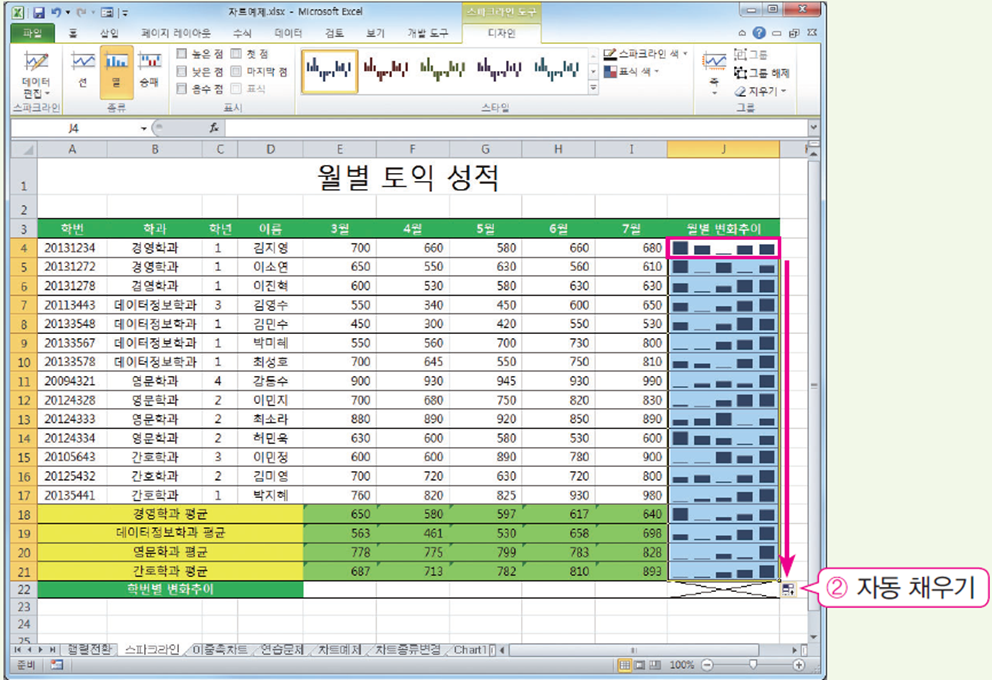 차트예제.xlsx - Microsoft Excel
스파크라인 도구
파일 홈 삽입 페이지 레이아웃 수식 데이터 검토 보기 개발 도구 디자인
높은 점 첫 점
낮은 점 마지막 점
음수 점 표식
데이터 편집 선 열 승패
스파크라인 색
표식 색
축 그룹
그룹 해제
지우기
스파크라인 종류 표시 스타일 그룹
J4 fx
A B C D E F G H I J
1 월별 토익 성적
2
3 학번 학과 학년 이름 3월 4월 5월 6월 7월 월별 변화추이
4 20131234 경영학과 1 김지영 700 660 580 660 680
5 20131272 경영학과 1 이소연 650 550 630 560 610
6 20131278 경영학과 1 이진혁 600 530 580 630 630
7 20113443 데이터정보학과 3 김영수 550 340 450 600 650
8 20133548 데이터정보학과 1 김민수 450 300 420 550 530
9 20133567 데이터정보학과 1 박미혜 550 560 700 730 800
10 20133578 데이터정보학과 1 최성호 700 645 550 750 810
11 20094321 영문학과 4 강동수 900 930 945 930 990
12 20124328 영문학과 2 이민지 700 680 750 820 830
13 20124333 영문학과 2 최소라 880 890 920 850 890
14 20124334 영문학과 2 허민욱 630 600 580 530 600
15 20105643 간호학과 3 이민정 600 600 890 780 900
16 20125432 간호학과 2 김미영 700 720 630 720 800
17 20135441 간호학과 1 박지혜 760 820 825 930 980
18 경영학과 평균 650 580 597 617 640
19 데이터정보학과 평균 563 461 530 658 698
20 영문학과 평균 778 775 799 783 828
21 간호학과 평균 687 713 782 810 893
22 학번별 변화추이
23
24
25
② 자동 채우기
행렬전환 스파크라인 이중축차트 연습문제 차트예제 차트종류변경 Chart1
준비 100%